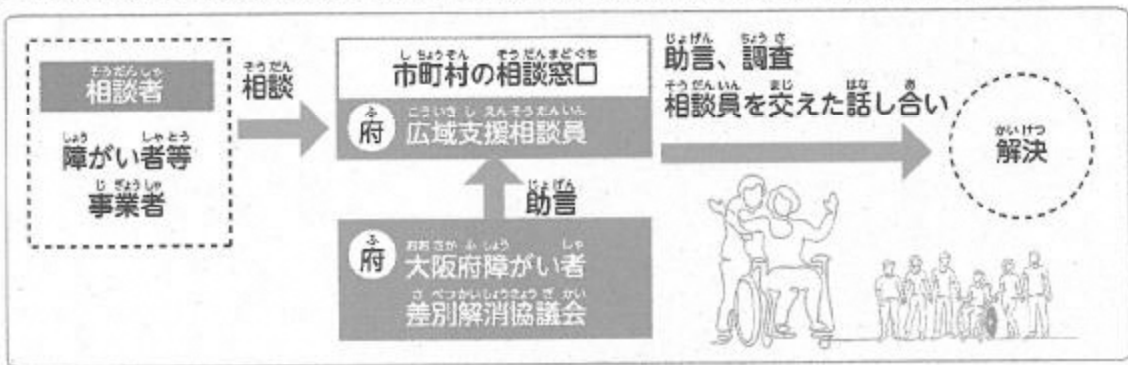 相談者
障がい者等
事業者
相談
市町村の相談窓口
府 広域支援相談員
助言
府 大阪府障がい者
差別解消協議会
助言、調査
相談員を交えた話し合い
解決